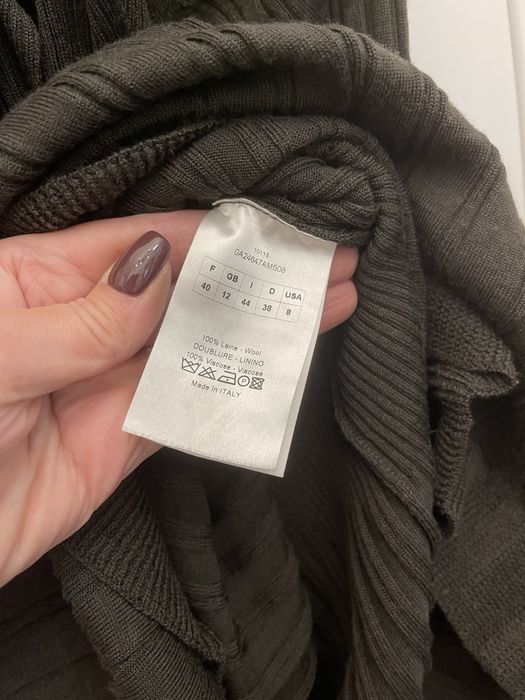 10118
0A24647AM508
F GB I D USA
40 12 44 38 8
100% Laine - Wool
DOUBLURE - LINING
100% Viscose - Viscose
P
Made In ITALY